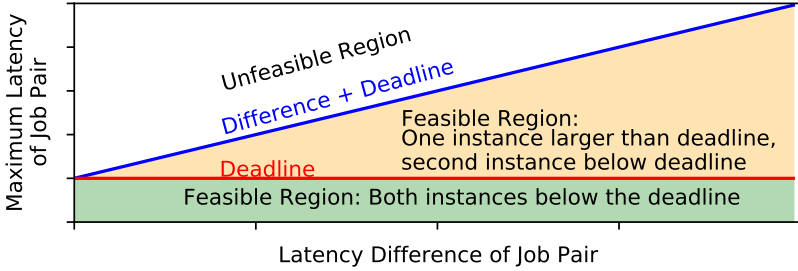 Maximum Latency
of Job Pair
Unfeasible Region
Difference + Deadline
Feasible Region:
One instance larger than deadline,
second instance below deadline
Deadline
Feasible Region: Both instances below the deadline
Latency Difference of Job Pair